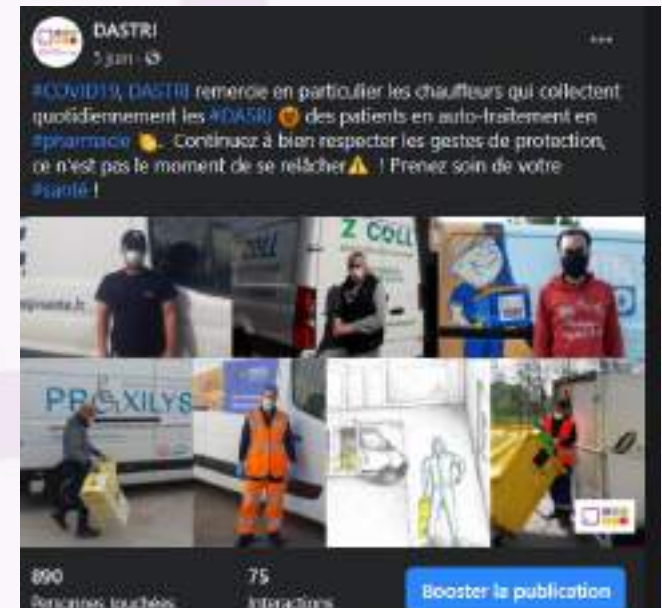 DASTRI
5 juin
#COVID19, DASTRI remercie en particulier les chauffeurs qui collectent
quotidiennement les #DASRI des patients en auto-traitement en
#pharmacie. Continuez à bien respecter les gestes de protection,
ce n'est pas le moment de se relâcher ! Prenez soin de votre
#santé !
COLL
Z COLL
PROXILYS
890
75
Personnes touchées
Interactions
Booster la publication